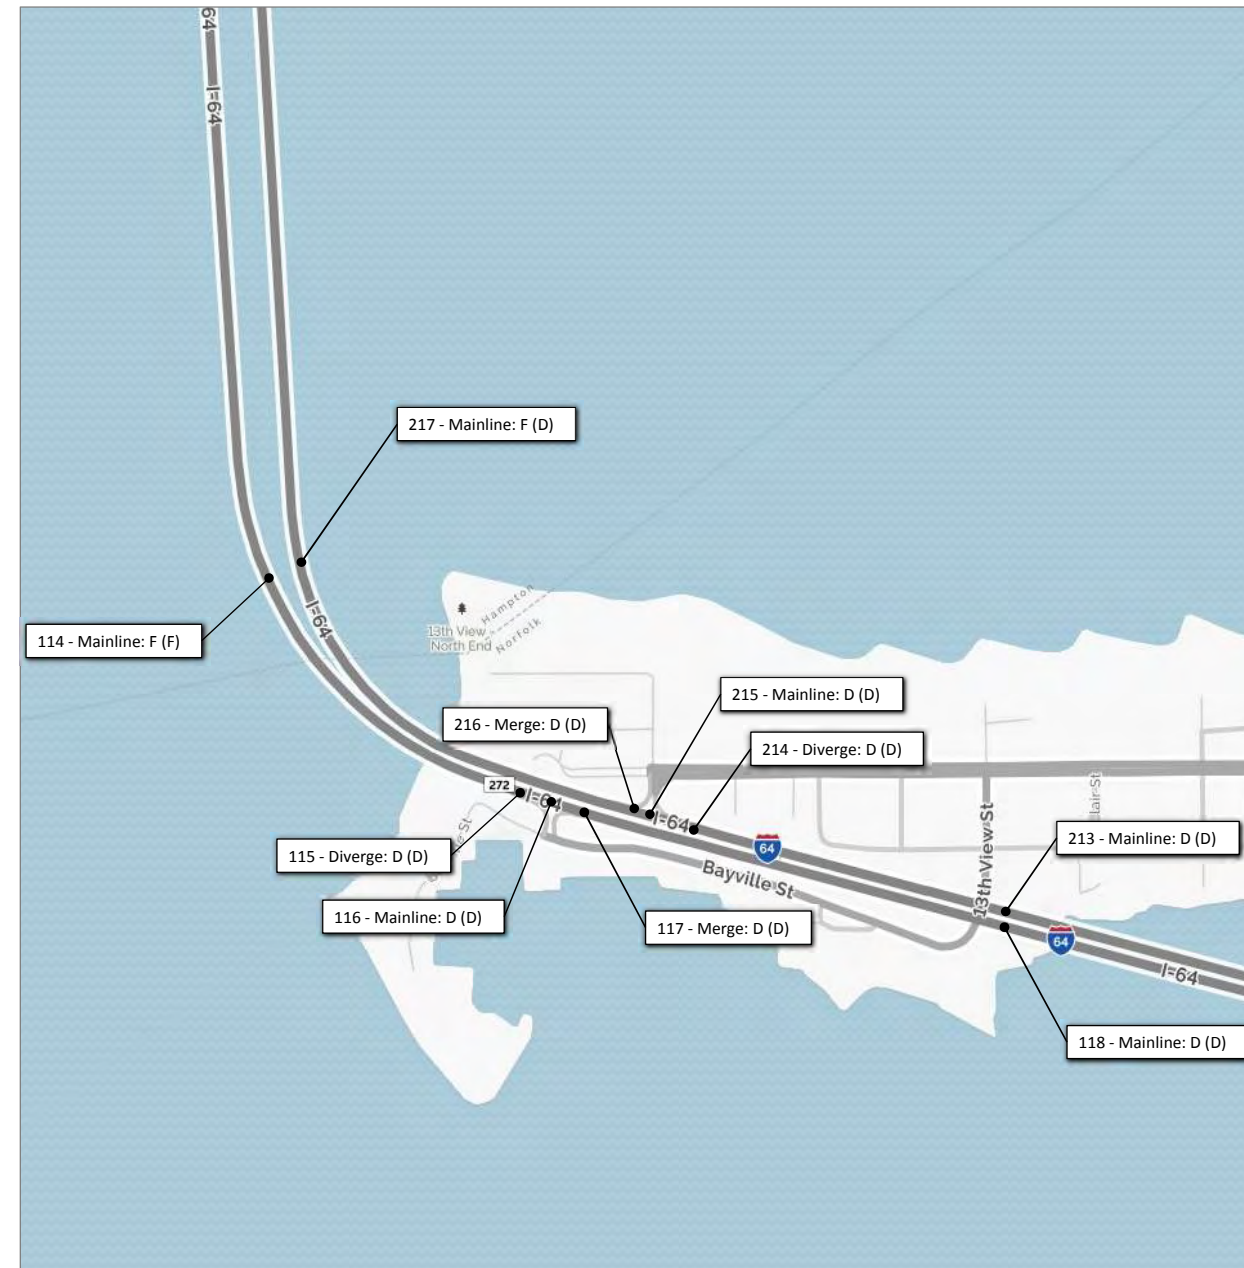 64
I-64
217 - Mainline: F (D)
I-64
114 - Mainline: F (F)
Hampton
Norfolk
13th View
North End
215 - Mainline: D (D)
216 - Merge: D (D)
214 - Diverge: D (D)
272
I-64
I-64
64
115 - Diverge: D (D)
Bayville St
13th View St
213 - Mainline: D (D)
116 - Mainline: D (D)
117 - Merge: D (D)
64
I-64
118 - Mainline: D (D)